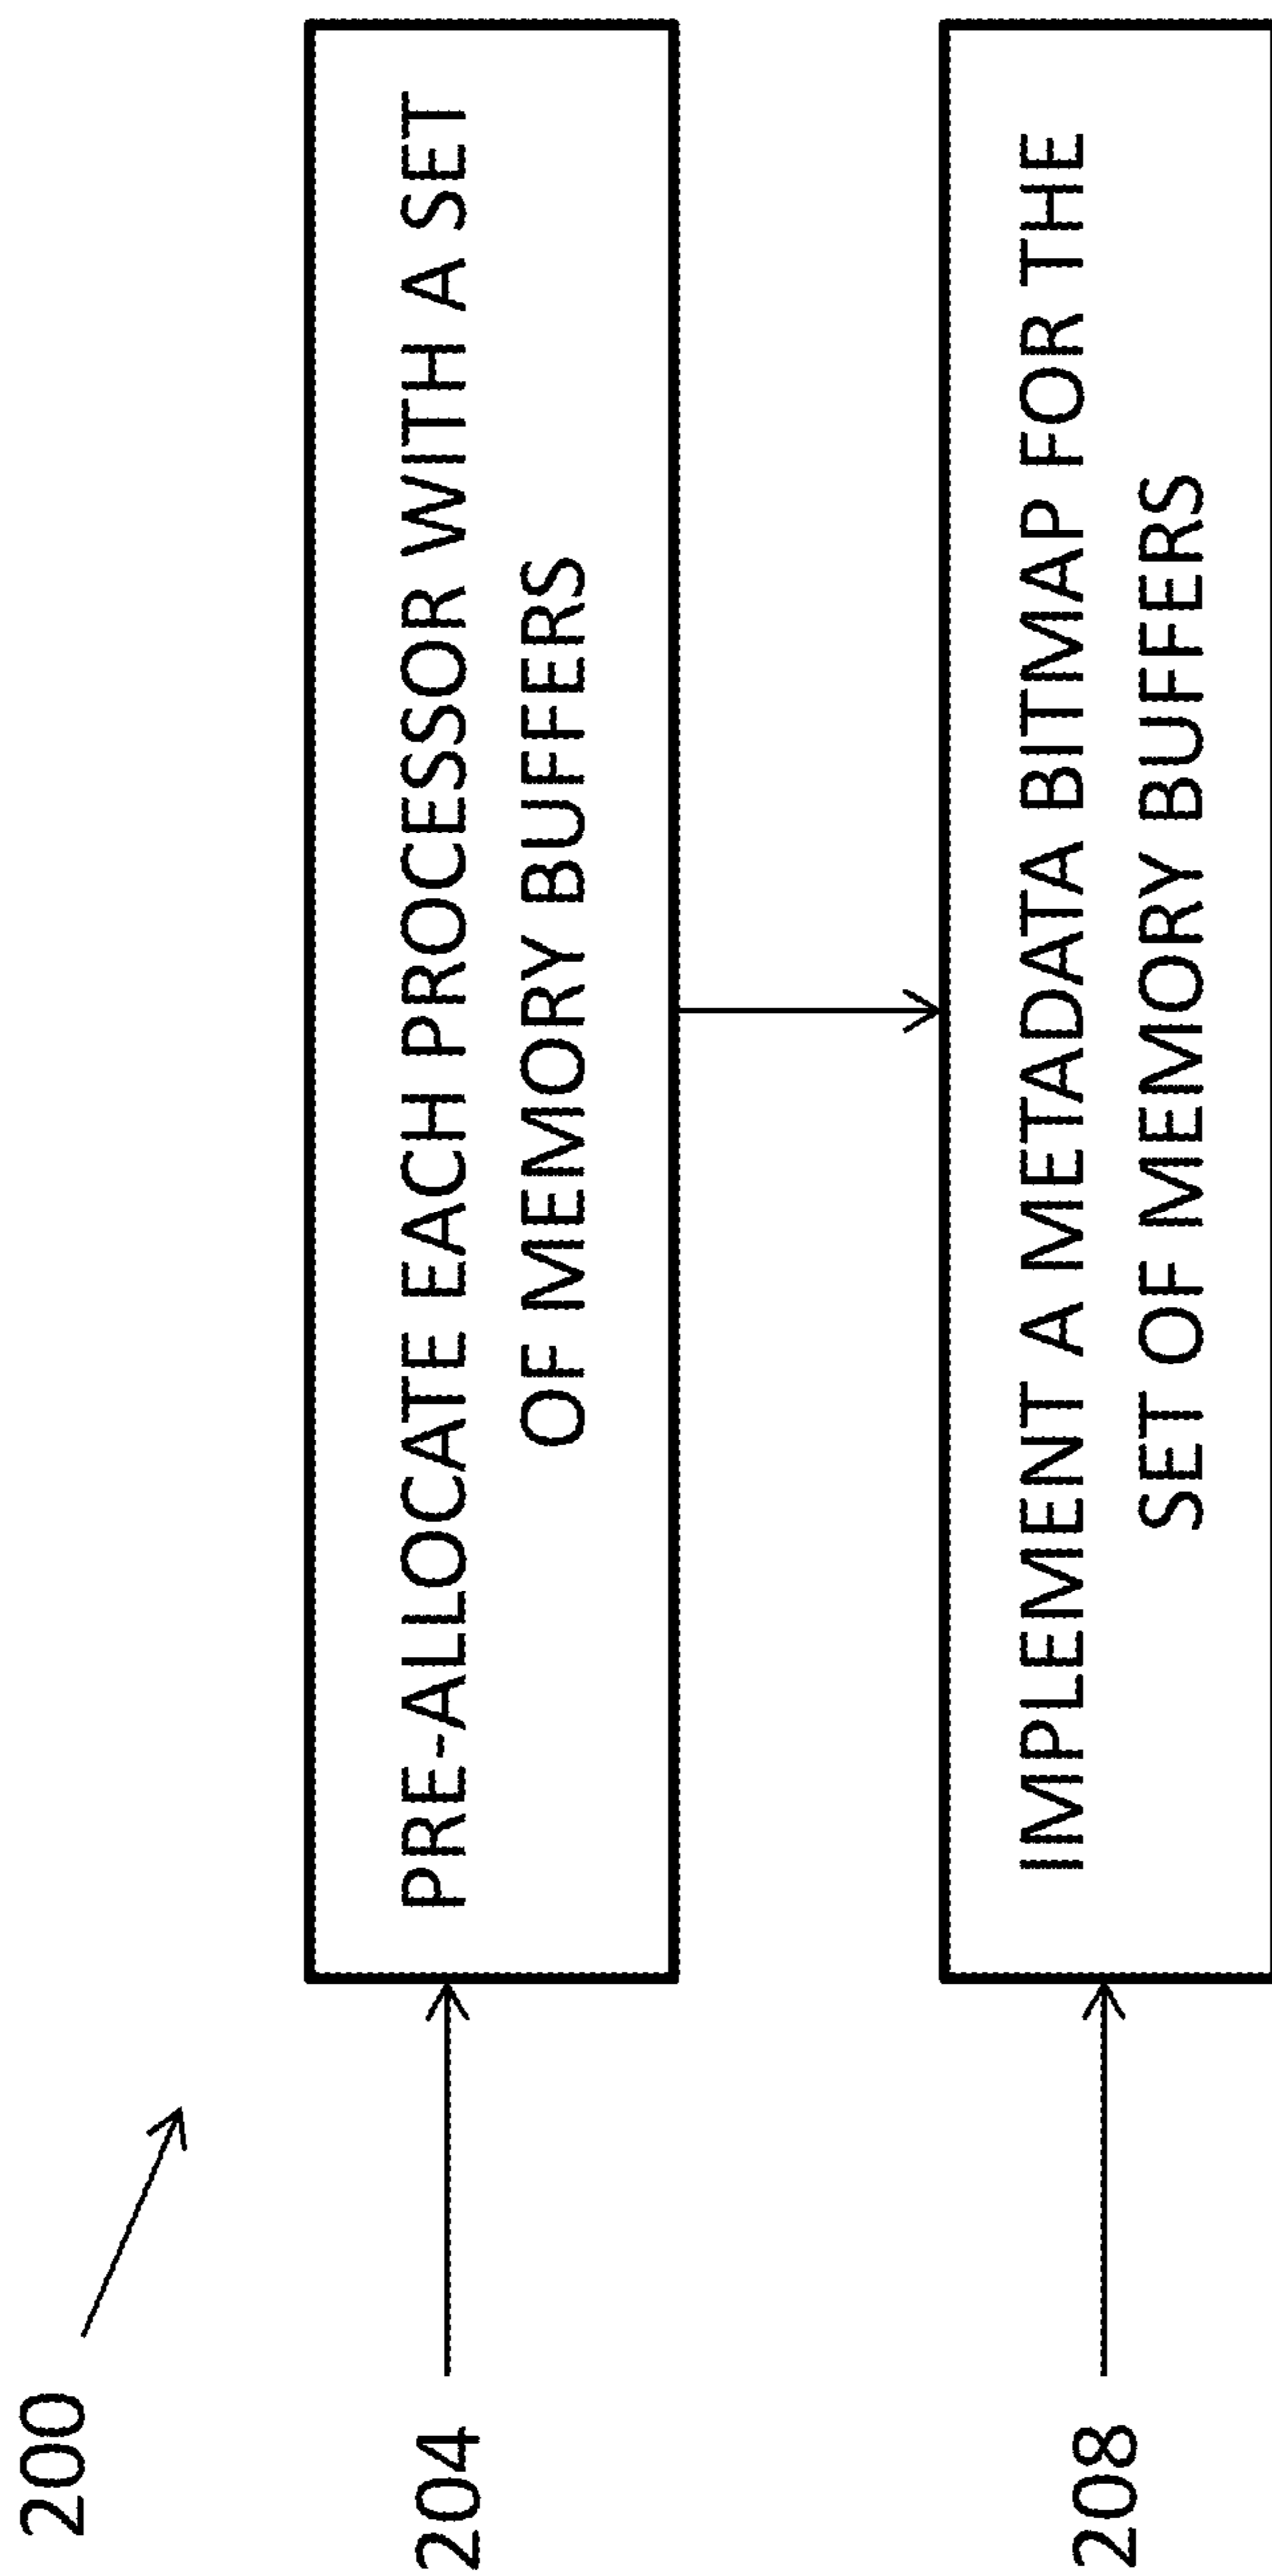 200
204
PRE-ALLOCATE EACH PROCESSOR WITH A SET
OF MEMORY BUFFERS
208
IMPLEMENT A METADATA BITMAP FOR THE
SET OF MEMORY BUFFERS